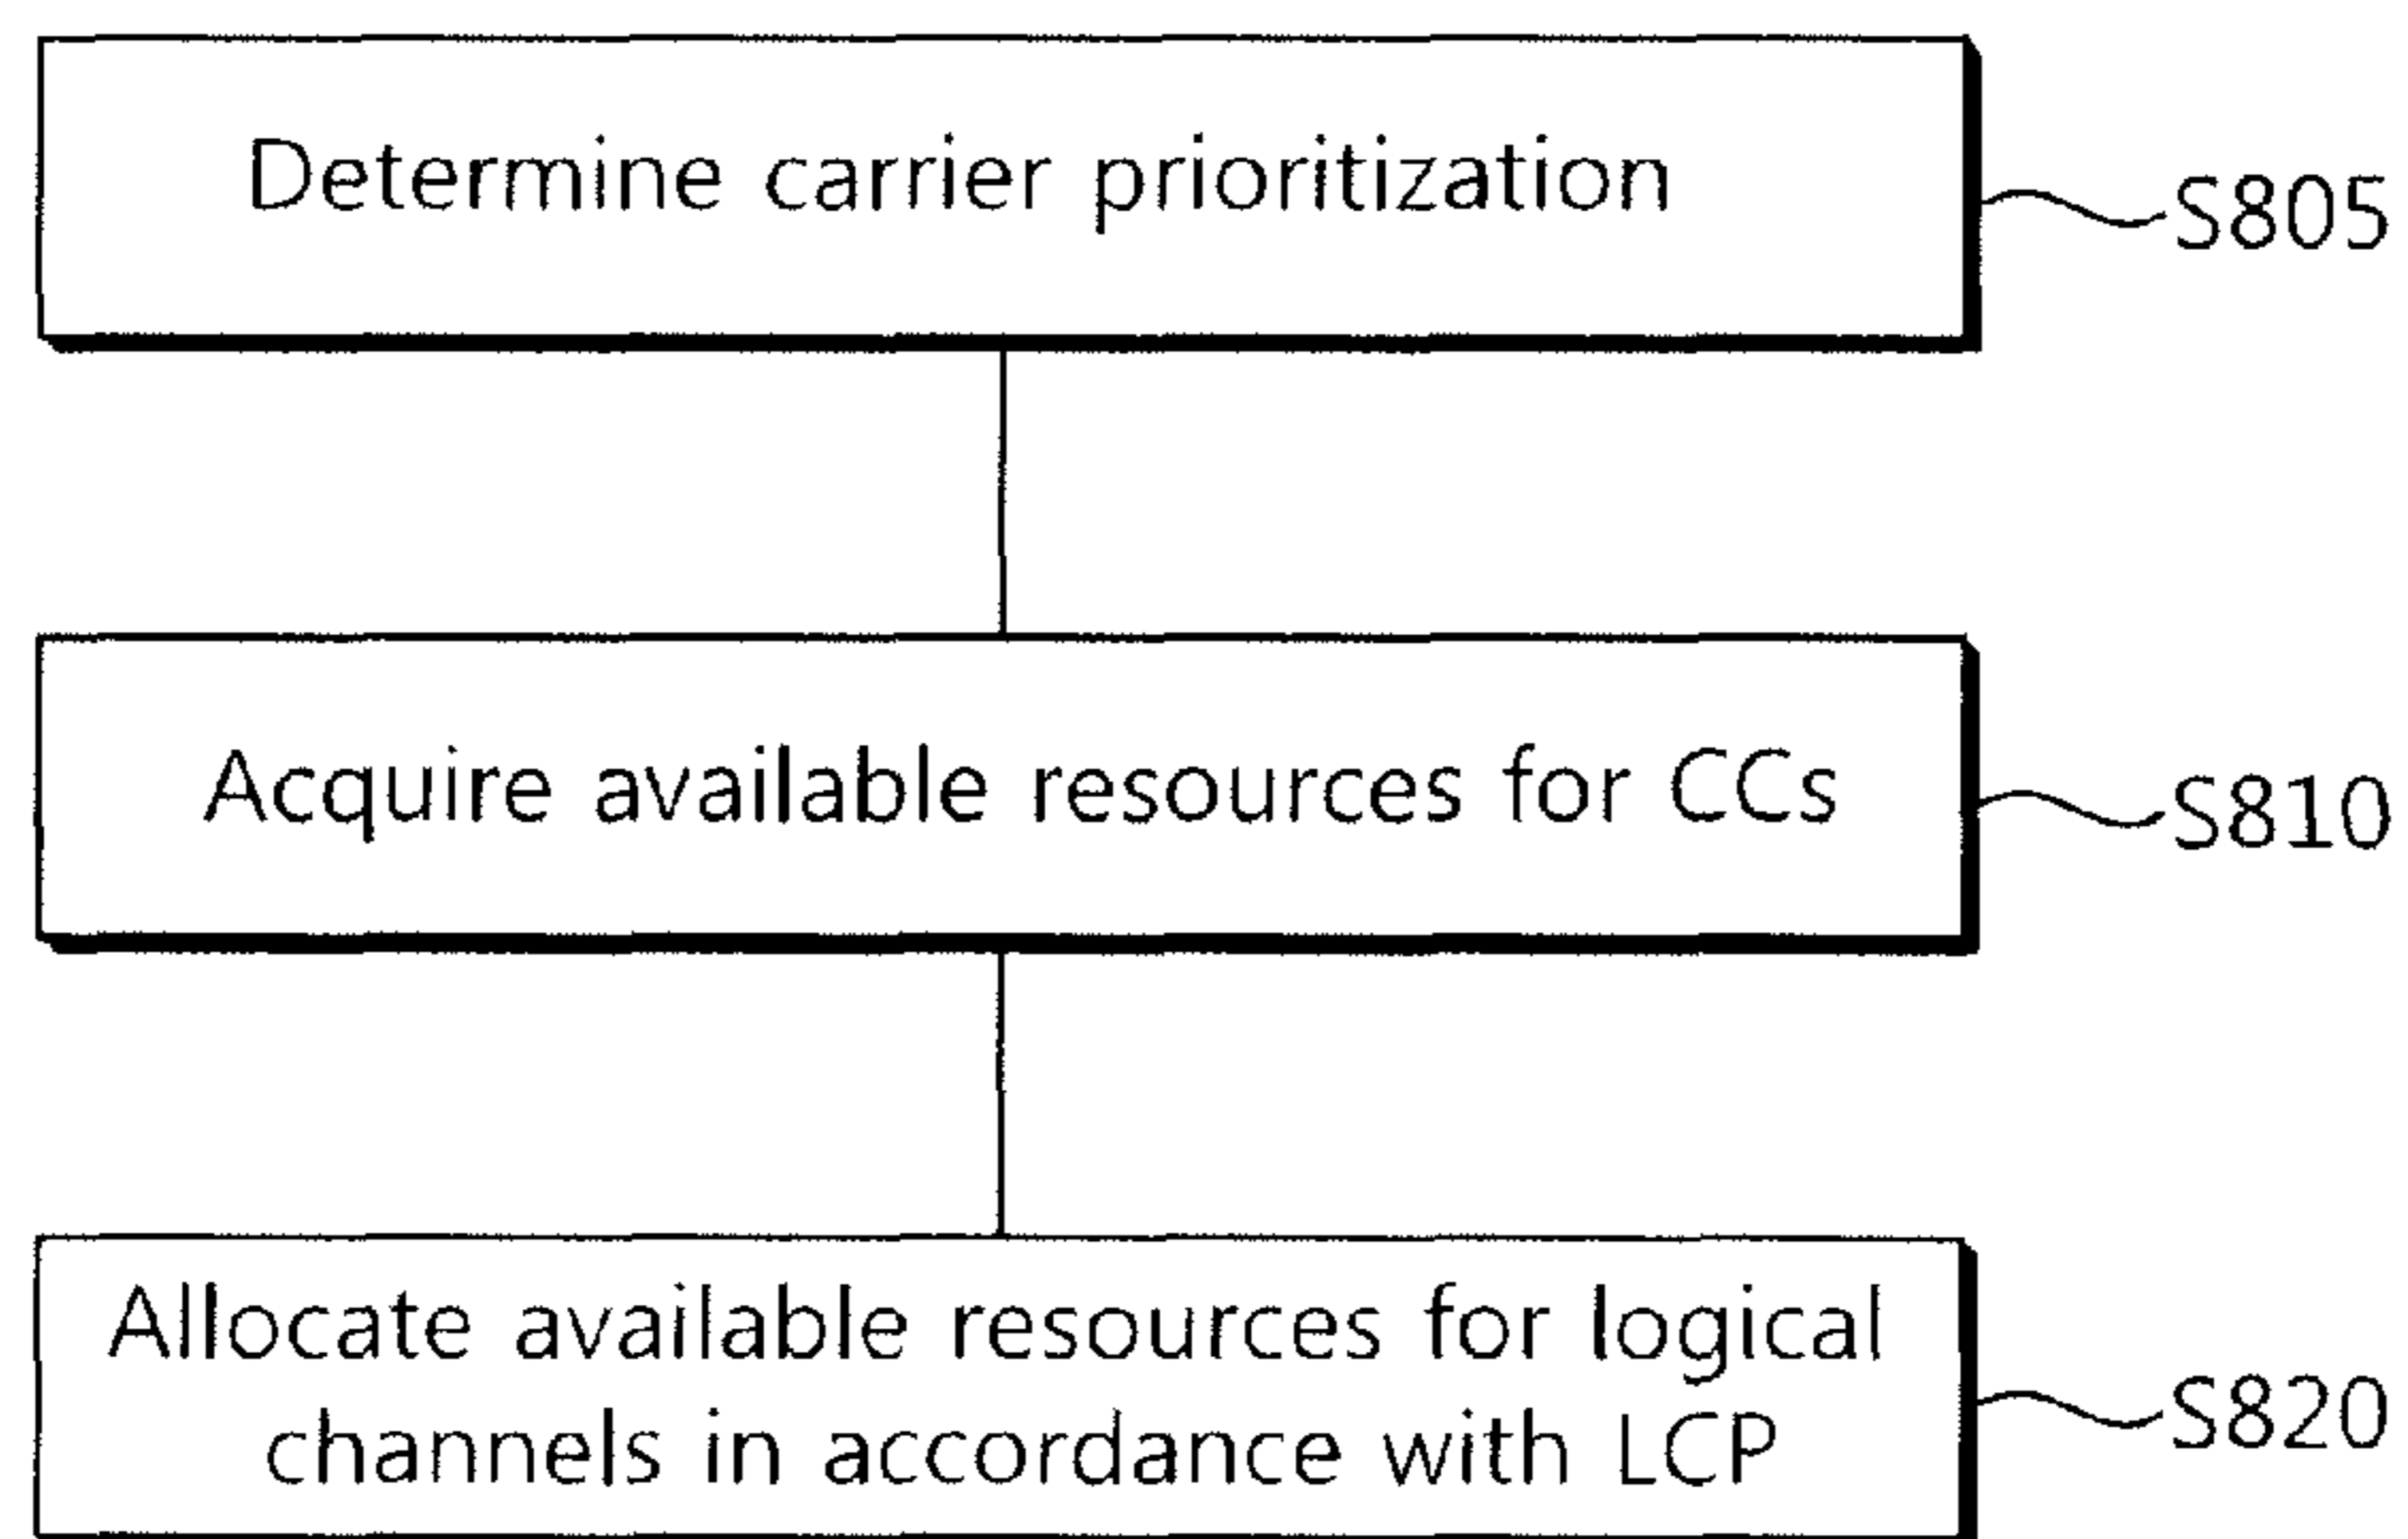 Determine carrier prioritization
S805
Acquire available resources for CCs
S810
Allocate available resources for logical
channels in accordance with LCP
S820